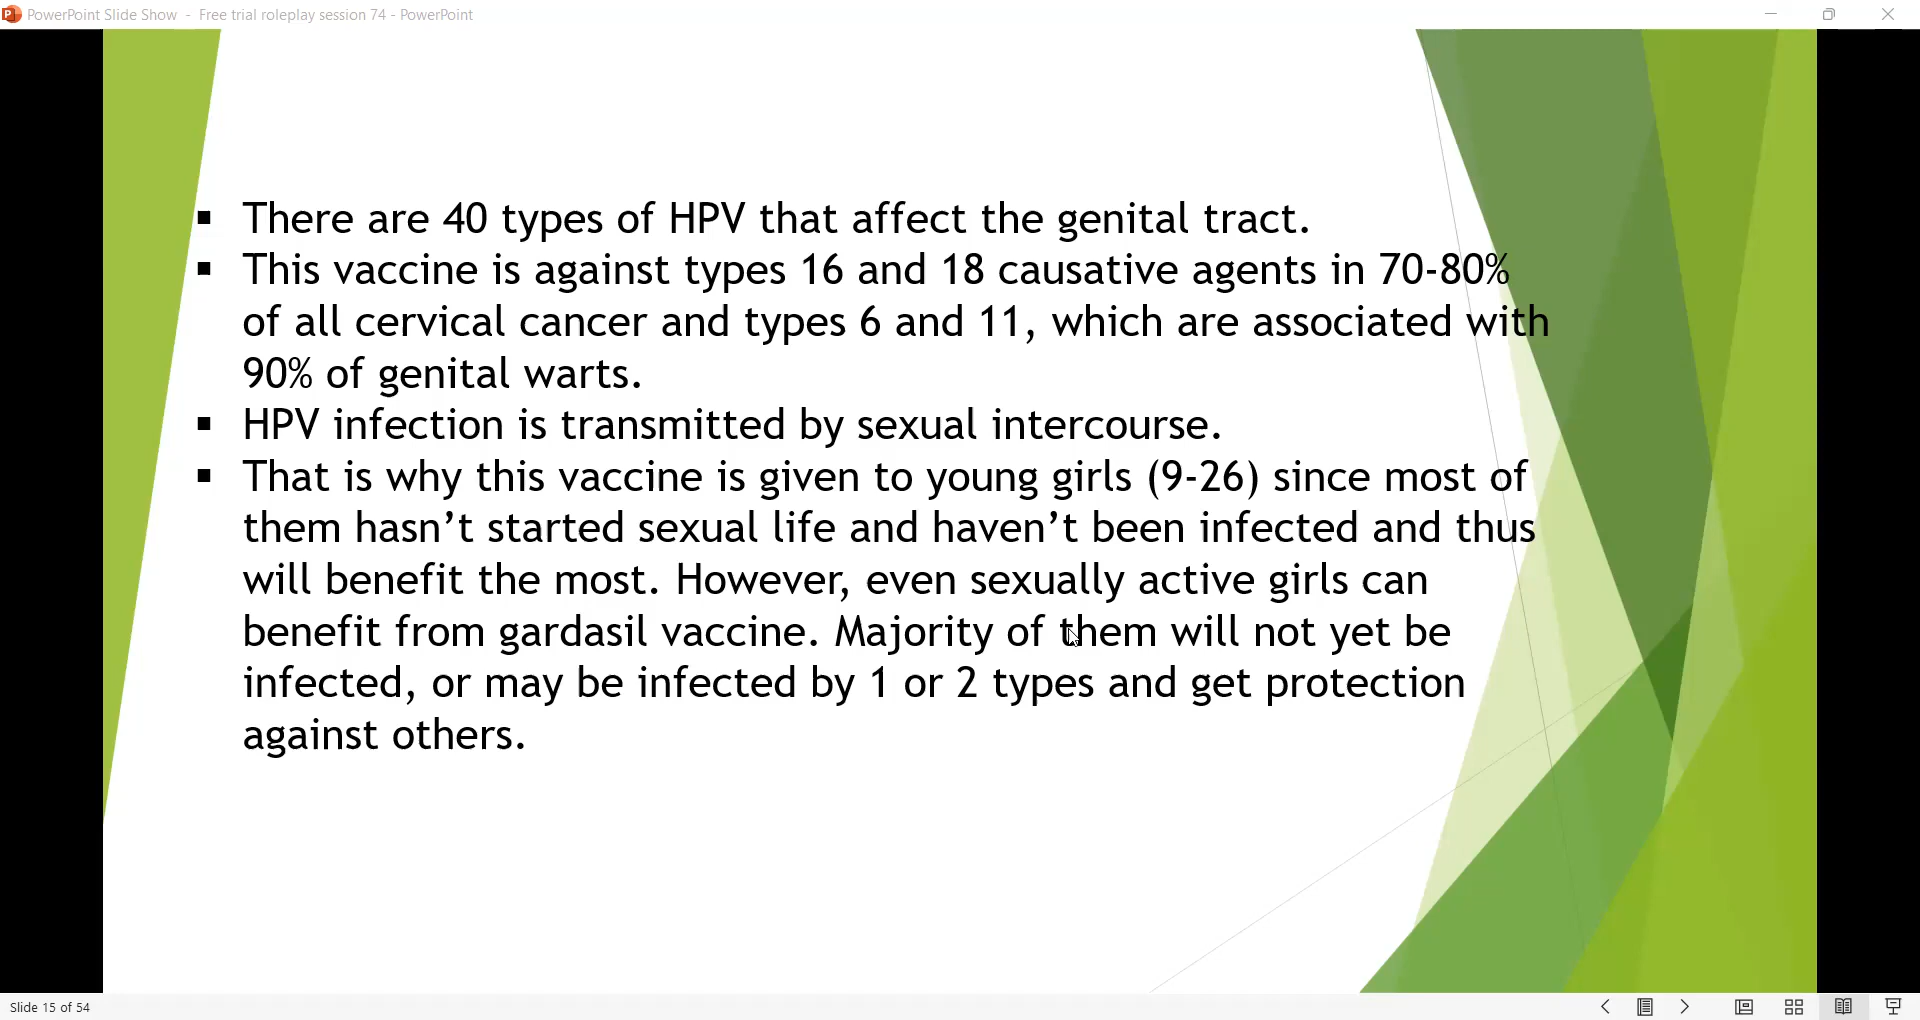 PowerPoint Slide Show - Free trial roleplay session 74 - PowerPoint
▪ There are 40 types of HPV that affect the genital tract.
▪ This vaccine is against types 16 and 18 causative agents in 70-80%
of all cervical cancer and types 6 and 11, which are associated with
90% of genital warts.
▪ HPV infection is transmitted by sexual intercourse.
▪ That is why this vaccine is given to young girls (9-26) since most of
them hasn’t started sexual life and haven’t been infected and thus
will benefit the most. However, even sexually active girls can
benefit from gardasil vaccine. Majority of them will not yet be
infected, or may be infected by 1 or 2 types and get protection
against others.
Slide 15 of 54